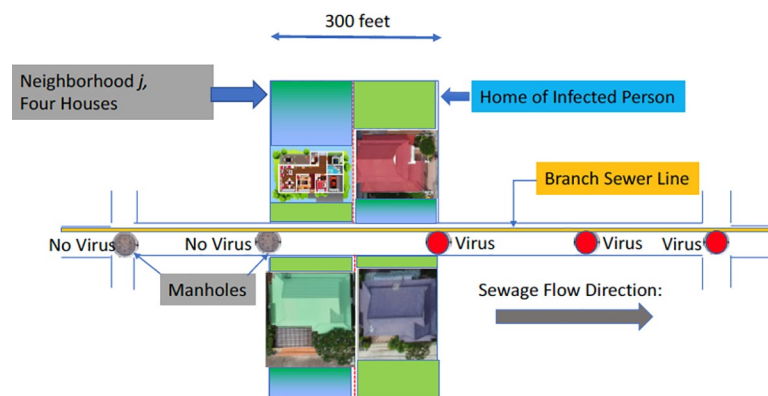 300 feet
Neighborhood j,
Four Houses
Home of Infected Person
Branch Sewer Line
No Virus
No Virus
Virus
Virus
Virus
Manholes
Sewage Flow Direction: